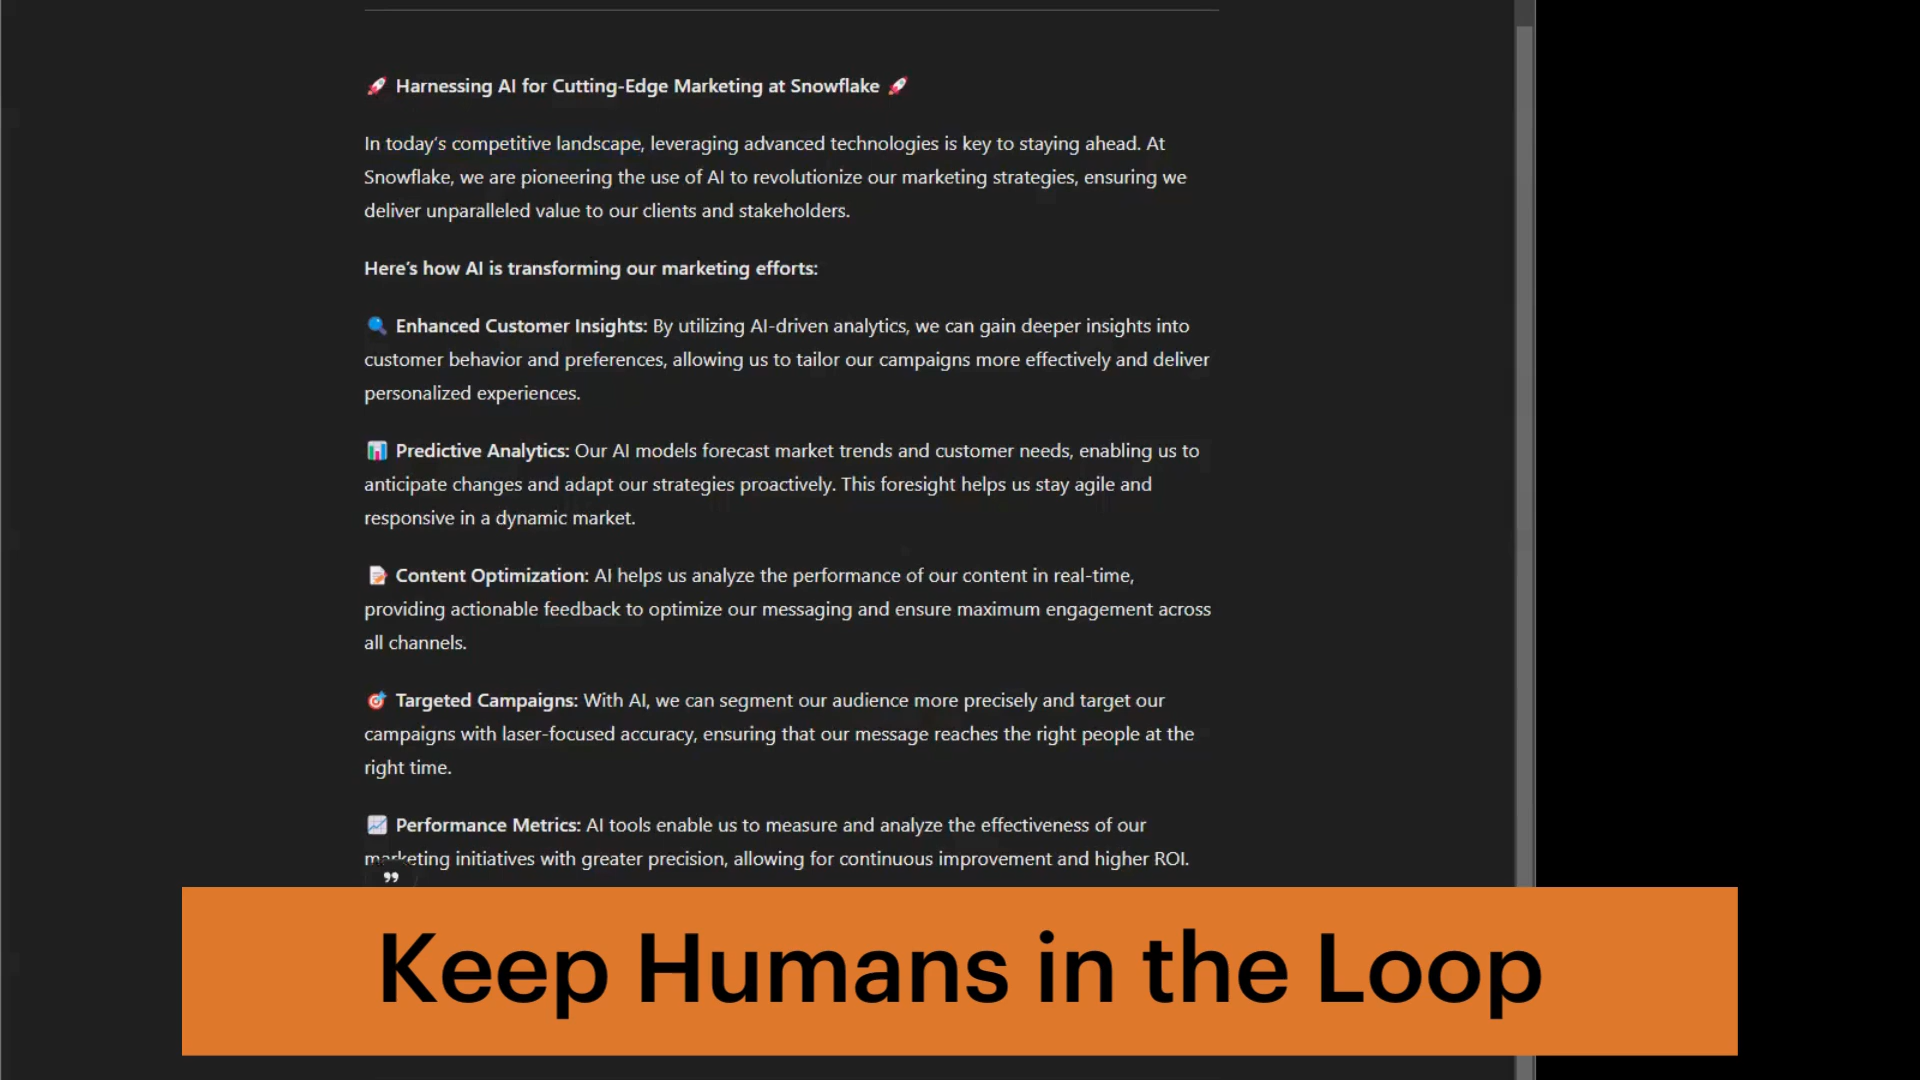 🚀 Harnessing AI for Cutting-Edge Marketing at Snowflake 🚀
In today's competitive landscape, leveraging advanced technologies is key to staying ahead. At
Snowflake, we are pioneering the use of AI to revolutionize our marketing strategies, ensuring we
deliver unparalleled value to our clients and stakeholders.
Here's how AI is transforming our marketing efforts:
🔍 Enhanced Customer Insights: By utilizing AI-driven analytics, we can gain deeper insights into
customer behavior and preferences, allowing us to tailor our campaigns more effectively and deliver
personalized experiences.
📊 Predictive Analytics: Our AI models forecast market trends and customer needs, enabling us to
anticipate changes and adapt our strategies proactively. This foresight helps us stay agile and
responsive in a dynamic market.
📝 Content Optimization: AI helps us analyze the performance of our content in real-time,
providing actionable feedback to optimize our messaging and ensure maximum engagement across
all channels.
🎯 Targeted Campaigns: With AI, we can segment our audience more precisely and target our
campaigns with laser-focused accuracy, ensuring that our message reaches the right people at the
right time.
📈 Performance Metrics: AI tools enable us to measure and analyze the effectiveness of our
marketing initiatives with greater precision, allowing for continuous improvement and higher ROI.
Keep Humans in the Loop